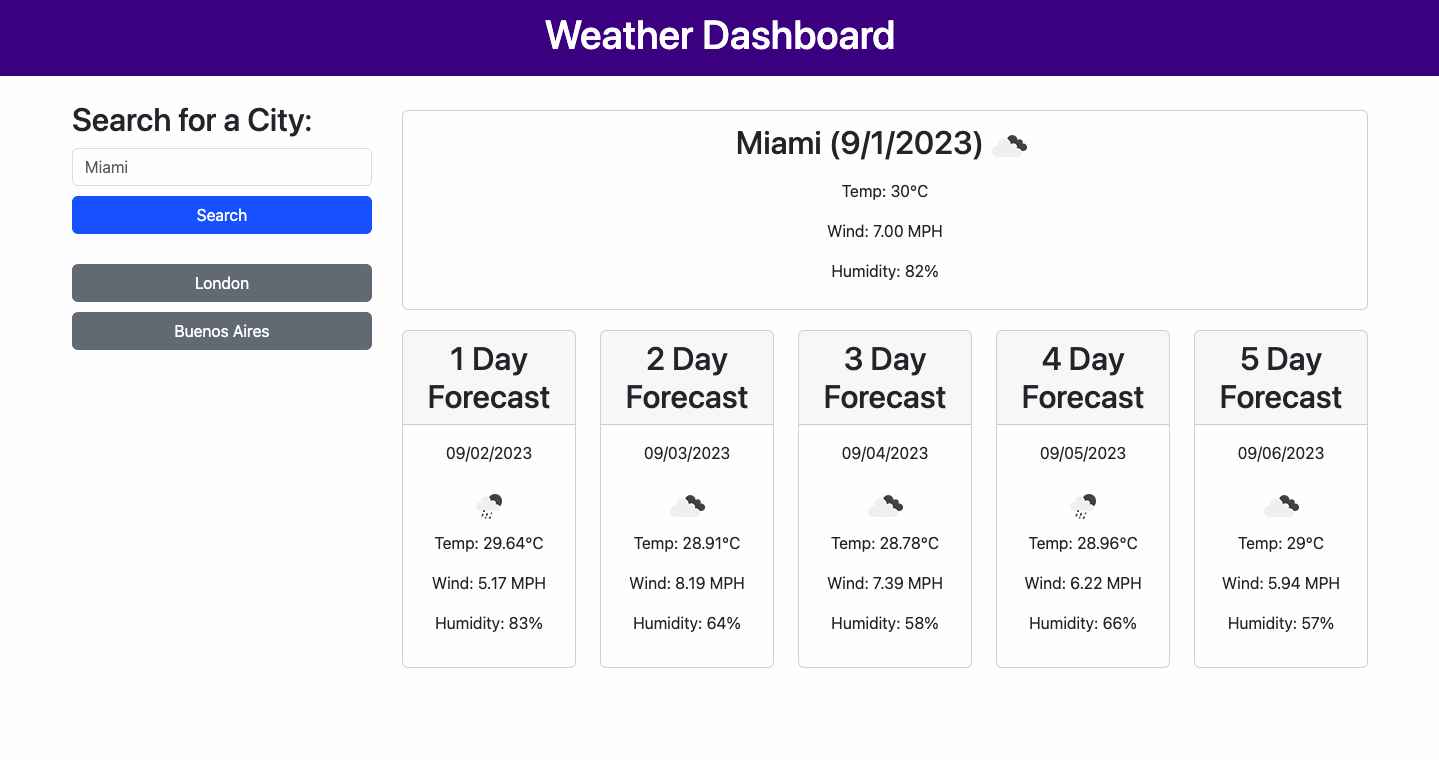 Weather Dashboard
Search for a City:
Miami
Search
London
Buenos Aires
Miami (9/1/2023)
Temp: 30°C
Wind: 7.00 MPH
Humidity: 82%
1 Day
Forecast
09/02/2023
Temp: 29.64°C
Wind: 5.17 MPH
Humidity: 83%
2 Day
Forecast
09/03/2023
Temp: 28.91°C
Wind: 8.19 MPH
Humidity: 64%
3 Day
Forecast
09/04/2023
Temp: 28.78°C
Wind: 7.39 MPH
Humidity: 58%
4 Day
Forecast
09/05/2023
Temp: 28.96°C
Wind: 6.22 MPH
Humidity: 66%
5 Day
Forecast
09/06/2023
Temp: 29°C
Wind: 5.94 MPH
Humidity: 57%